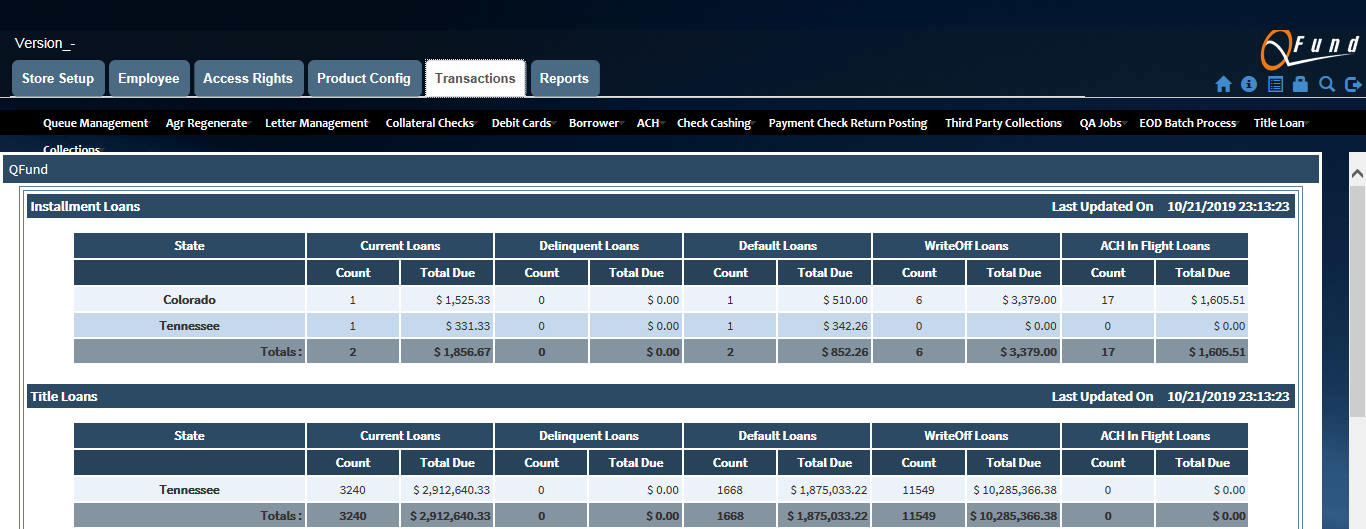 Version_-
QFund
Store Setup Employee Access Rights Product Config Transactions Reports
Queue Management Agr Regenerate Letter Management Collateral Checks Debit Cards Borrower ACH Check Cashing Payment Check Return Posting Third Party Collections QA Jobs EOD Batch Process Title Loan
Collections
QFund
Installment Loans Last Updated On 10/21/2019 23:13:23
State Current Loans Delinquent Loans Default Loans WriteOff Loans ACH In Flight Loans
Count Total Due Count Total Due Count Total Due Count Total Due Count Total Due
Colorado 1 $ 1,525.33 0 $ 0.00 1 $ 510.00 6 $ 3,379.00 17 $ 1,605.51
Tennessee 1 $ 331.33 0 $ 0.00 1 $ 342.26 0 $ 0.00 0 $ 0.00
Totals : 2 $ 1,856.67 0 $ 0.00 2 $ 852.26 6 $ 3,379.00 17 $ 1,605.51
Title Loans Last Updated On 10/21/2019 23:13:23
State Current Loans Delinquent Loans Default Loans WriteOff Loans ACH In Flight Loans
Count Total Due Count Total Due Count Total Due Count Total Due Count Total Due
Tennessee 3240 $ 2,912,640.33 0 $ 0.00 1668 $ 1,875,033.22 11549 $ 10,285,366.38 0 $ 0.00
Totals : 3240 $ 2,912,640.33 0 $ 0.00 1668 $ 1,875,033.22 11549 $ 10,285,366.38 0 $ 0.00